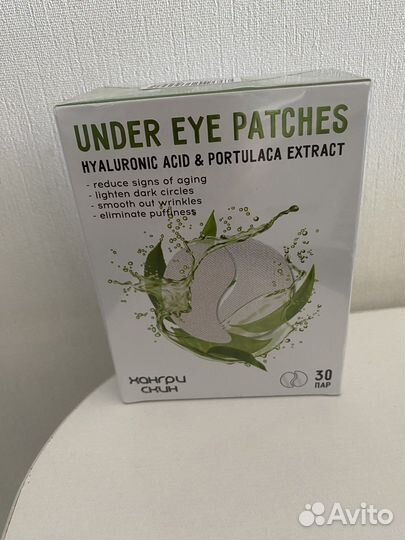 UNDER EYE PATCHES
HYALURONIC ACID & PORTULACA EXTRACT
- reduce signs of aging
- lighten dark circles
- smooth out wrinkles
- eliminate puffiness
хангри
скин
30
ПАР
Avito